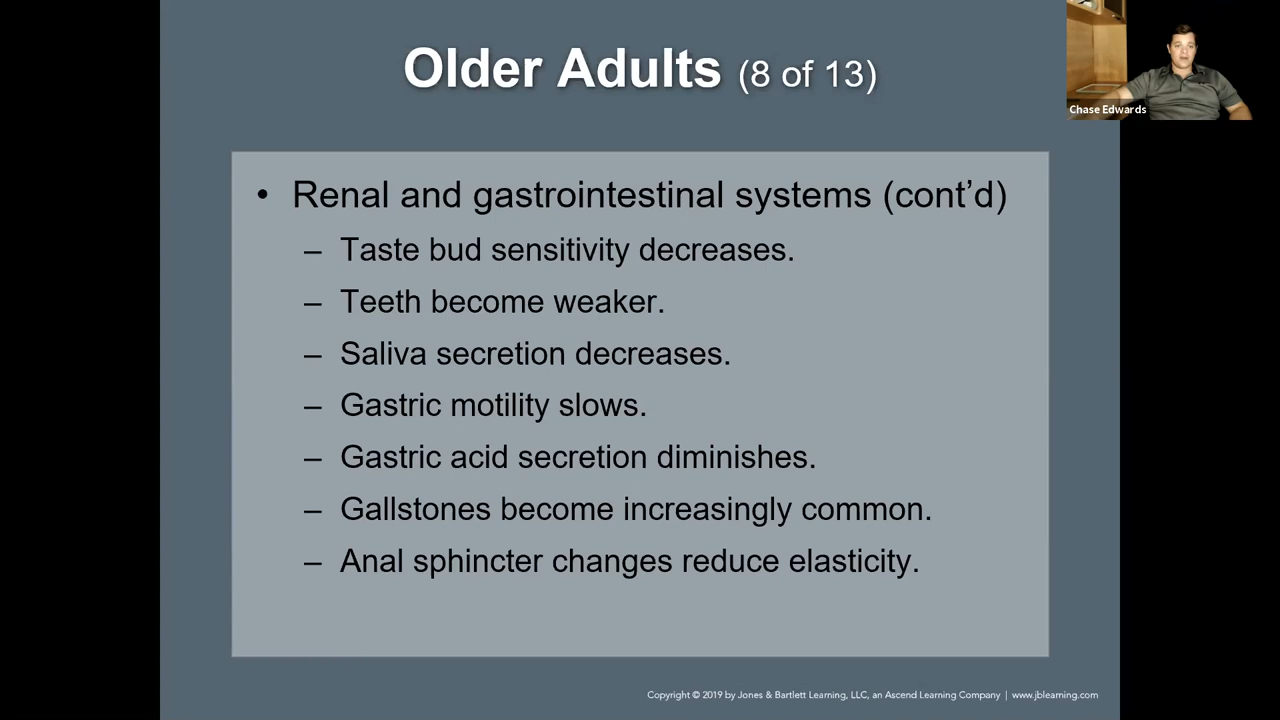 Older Adults (8 of 13)
Chase Edwards
• Renal and gastrointestinal systems (cont’d)
– Taste bud sensitivity decreases.
– Teeth become weaker.
– Saliva secretion decreases.
– Gastric motility slows.
– Gastric acid secretion diminishes.
– Gallstones become increasingly common.
– Anal sphincter changes reduce elasticity.
Copyright © 2019 by Jones & Bartlett Learning, LLC, an Ascend Learning Company | www.jblearning.com